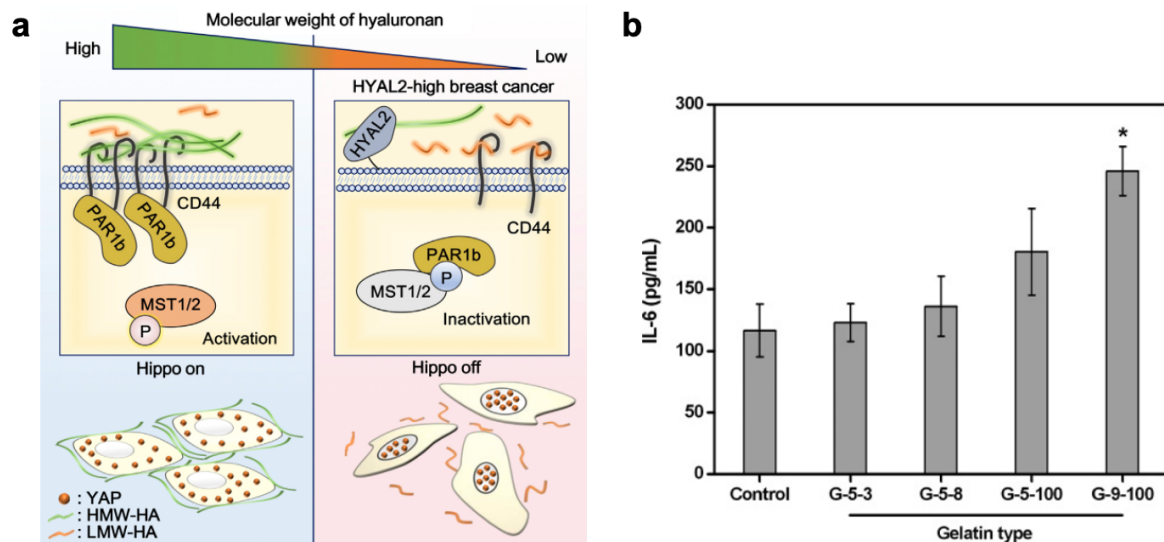 a
Molecular weight of hyaluronan
High
Low
HYAL2-high breast cancer
CD44
PAR1b
PAR1b
MST1/2
P
Activation
HYAL2
CD44
PAR1b
P
MST1/2
Inactivation
Hippo on
Hippo off
: YAP
: HMW-HA
: LMW-HA
b
300
250
200
150
100
50
0
IL-6 (pg/mL)
*
Control
G-5-3
G-5-8
G-5-100
G-9-100
Gelatin type